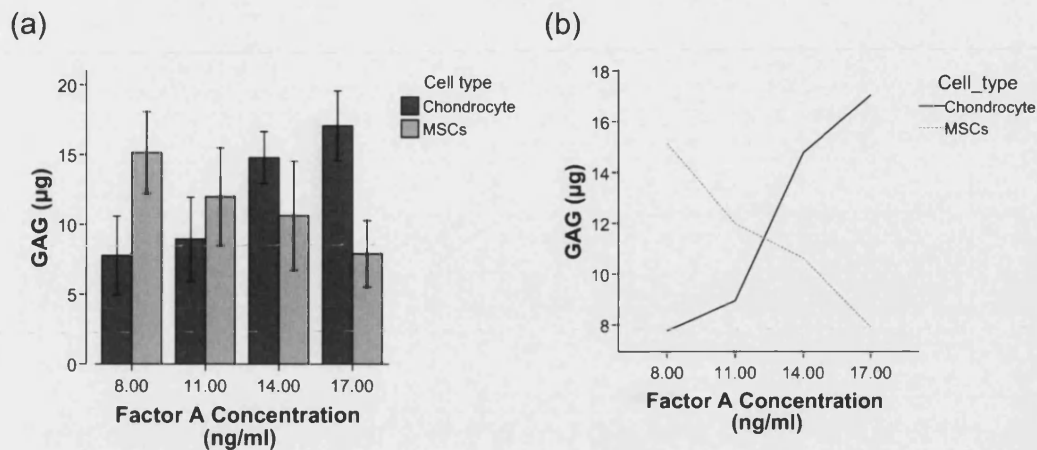 (a)
20
15
10
5
0
GAG (µg)
8.00 11.00 14.00 17.00
Factor A Concentration
(ng/ml)
Cell type
Chondrocyte
MSCs
(b)
18
16
14
12
10
8
GAG (µg)
8.00 11.00 14.00 17.00
Factor A Concentration
(ng/ml)
Cell_type
Chondrocyte
MSCs